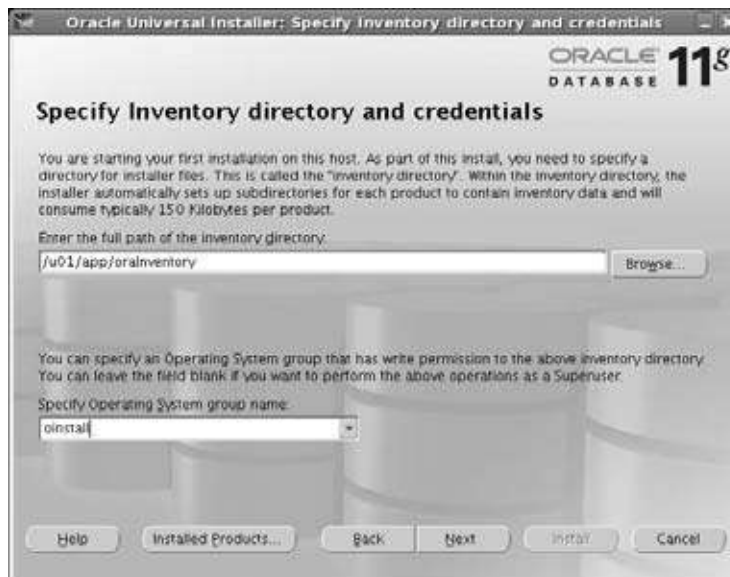 Oracle Universal Installer: Specify Inventory directory and credentials
ORACLE
DATABASE 11g
Specify Inventory directory and credentials
You are starting your first installation on this host. As part of this install, you need to specify a
directory for installer files. This is called the "inventory directory". Within the inventory directory, the
installer automatically sets up subdirectories for each product to contain inventory data and will
consume typically 150 Kilobytes per product.
Enter the full path of the inventory directory:
/u01/app/oraInventory
Browse...
You can specify an Operating System group that has write permission to the above inventory directory.
You can leave the field blank if you want to perform the above operations as a Superuser.
Specify Operating System group name:
oinstall
Help
Installed Products...
Back
Next
Install
Cancel